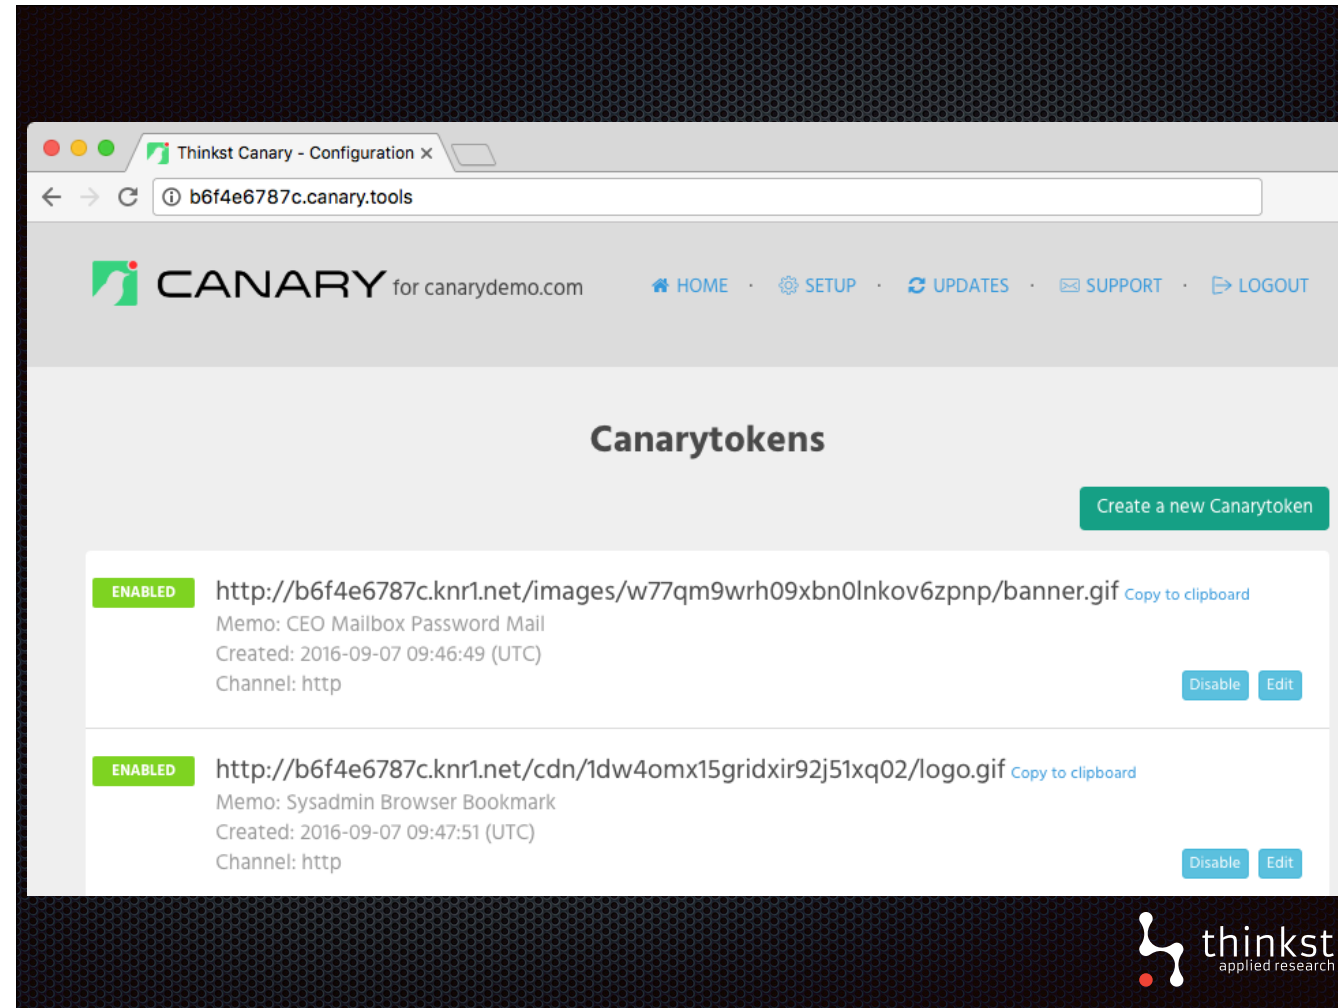 Thinkst Canary - Configuration ×
b6f4e6787c.canary.tools
CANARY for canarydemo.com
HOME · SETUP · UPDATES · SUPPORT · LOGOUT
Canarytokens
Create a new Canarytoken
ENABLED http://b6f4e6787c.knr1.net/images/w77qm9wrh09xbn0lnkov6zpnp/banner.gif Copy to clipboard
Memo: CEO Mailbox Password Mail
Created: 2016-09-07 09:46:49 (UTC)
Channel: http
Disable Edit
ENABLED http://b6f4e6787c.knr1.net/cdn/1dw4omx15gridxir92j51xq02/logo.gif Copy to clipboard
Memo: Sysadmin Browser Bookmark
Created: 2016-09-07 09:47:51 (UTC)
Channel: http
Disable Edit
thinkst
applied research